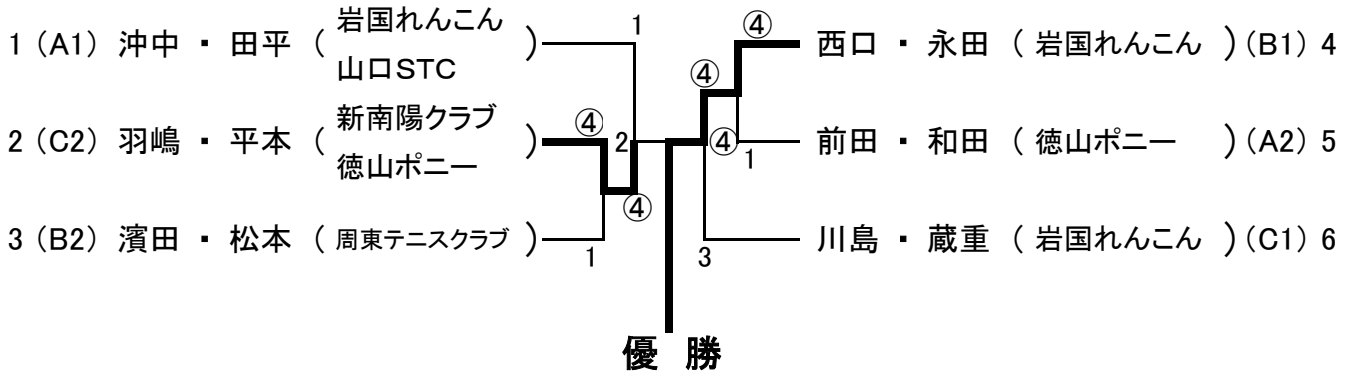 1 (A1) 沖中 ・ 田平 ( 岩国れんこん 山口STC )
1
2 (C2) 羽嶋 ・ 平本 ( 新南陽クラブ 徳山ポニー )
④
2
④
3 (B2) 濱田 ・ 松本 ( 周東テニスクラブ )
1
④
西口 ・ 永田 ( 岩国れんこん ) (B1) 4
④
④
1
前田 ・ 和田 ( 徳山ポニー ) (A2) 5
3
川島 ・ 蔵重 ( 岩国れんこん ) (C1) 6
優 勝